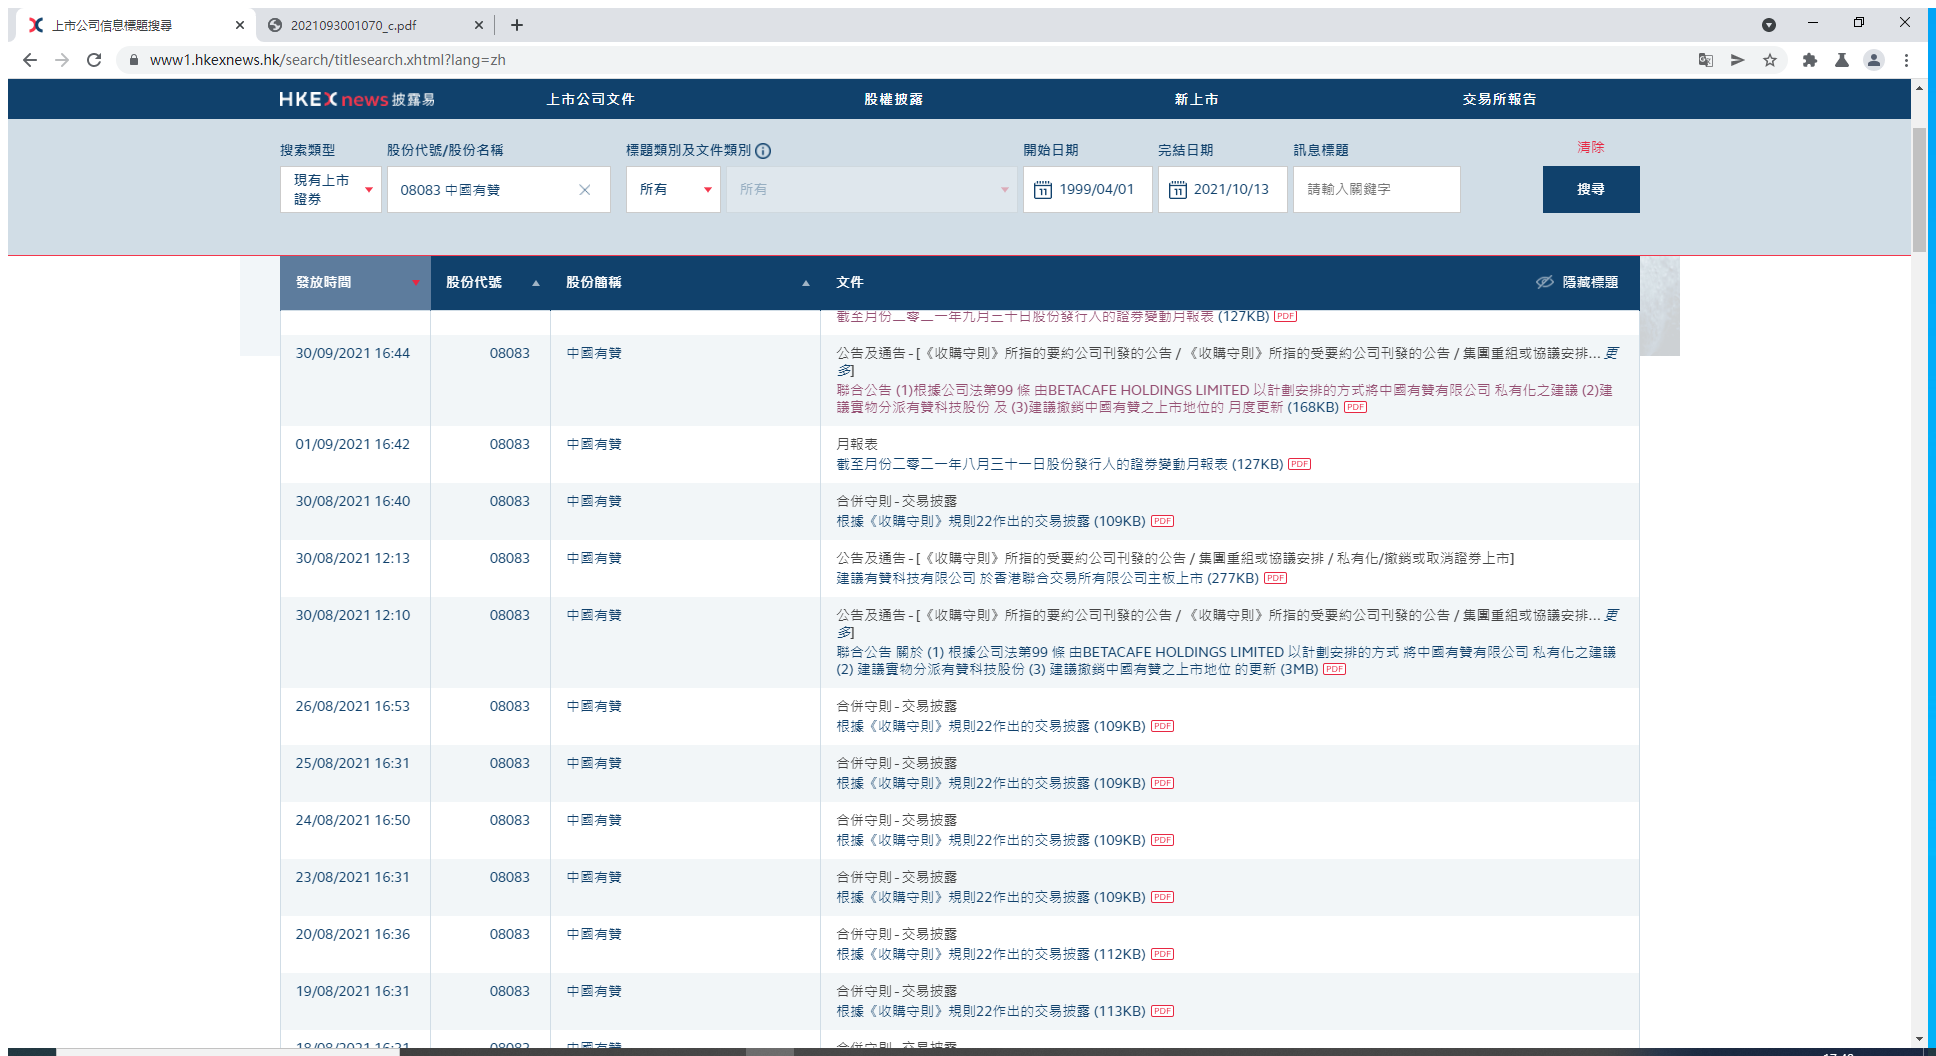 上市公司信息標題搜尋
2021093001070_c.pdf
www1.hkexnews.hk/search/titlesearch.xhtml?lang=zh
HKEXnews 披露易 上市公司文件 股權披露 新上市 交易所報告
搜索類型 股份代號/股份名稱 標題類別及文件類別 開始日期 完結日期 訊息標題 清除
現有上市
證券
08083 中國有贊 所有 所有 1999/04/01 2021/10/13 請輸入關鍵字 搜尋
發放時間 股份代號 股份簡稱 文件 隱藏標題
截至月份二零二一年九月三十日股份發行人的證券變動月報表 (127KB) PDF
30/09/2021 16:44 08083 中國有贊 公告及通告 - [《收購守則》所指的要約公司刊發的公告 / 《收購守則》所指的受要約公司刊發的公告 / 集團重組或協議安排... 更
多]
聯合公告 (1)根據公司法第99 條 由BETACAFE HOLDINGS LIMITED 以計劃安排的方式將中國有贊有限公司 私有化之建議 (2)建
議實物分派有贊科技股份 及 (3)建議撤銷中國有贊之上市地位的 月度更新 (168KB) PDF
01/09/2021 16:42 08083 中國有贊 月報表
截至月份二零二一年八月三十一日股份發行人的證券變動月報表 (127KB) PDF
30/08/2021 16:40 08083 中國有贊 合併守則 - 交易披露
根據《收購守則》規則22作出的交易披露 (109KB) PDF
30/08/2021 12:13 08083 中國有贊 公告及通告 - [《收購守則》所指的受要約公司刊發的公告 / 集團重組或協議安排 / 私有化/撤銷或取消證券上市]
建議有贊科技有限公司 於香港聯合交易所有限公司主板上市 (277KB) PDF
30/08/2021 12:10 08083 中國有贊 公告及通告 - [《收購守則》所指的要約公司刊發的公告 / 《收購守則》所指的受要約公司刊發的公告 / 集團重組或協議安排... 更
多]
聯合公告 關於 (1) 根據公司法第99 條 由BETACAFE HOLDINGS LIMITED 以計劃安排的方式 將中國有贊有限公司 私有化之建議
(2) 建議實物分派有贊科技股份 (3) 建議撤銷中國有贊之上市地位 的更新 (3MB) PDF
26/08/2021 16:53 08083 中國有贊 合併守則 - 交易披露
根據《收購守則》規則22作出的交易披露 (109KB) PDF
25/08/2021 16:31 08083 中國有贊 合併守則 - 交易披露
根據《收購守則》規則22作出的交易披露 (109KB) PDF
24/08/2021 16:50 08083 中國有贊 合併守則 - 交易披露
根據《收購守則》規則22作出的交易披露 (109KB) PDF
23/08/2021 16:31 08083 中國有贊 合併守則 - 交易披露
根據《收購守則》規則22作出的交易披露 (109KB) PDF
20/08/2021 16:36 08083 中國有贊 合併守則 - 交易披露
根據《收購守則》規則22作出的交易披露 (112KB) PDF
19/08/2021 16:31 08083 中國有贊 合併守則 - 交易披露
根據《收購守則》規則22作出的交易披露 (113KB) PDF
18/08/2021 16:31 08083 中國有贊 合併守則 - 交易披露